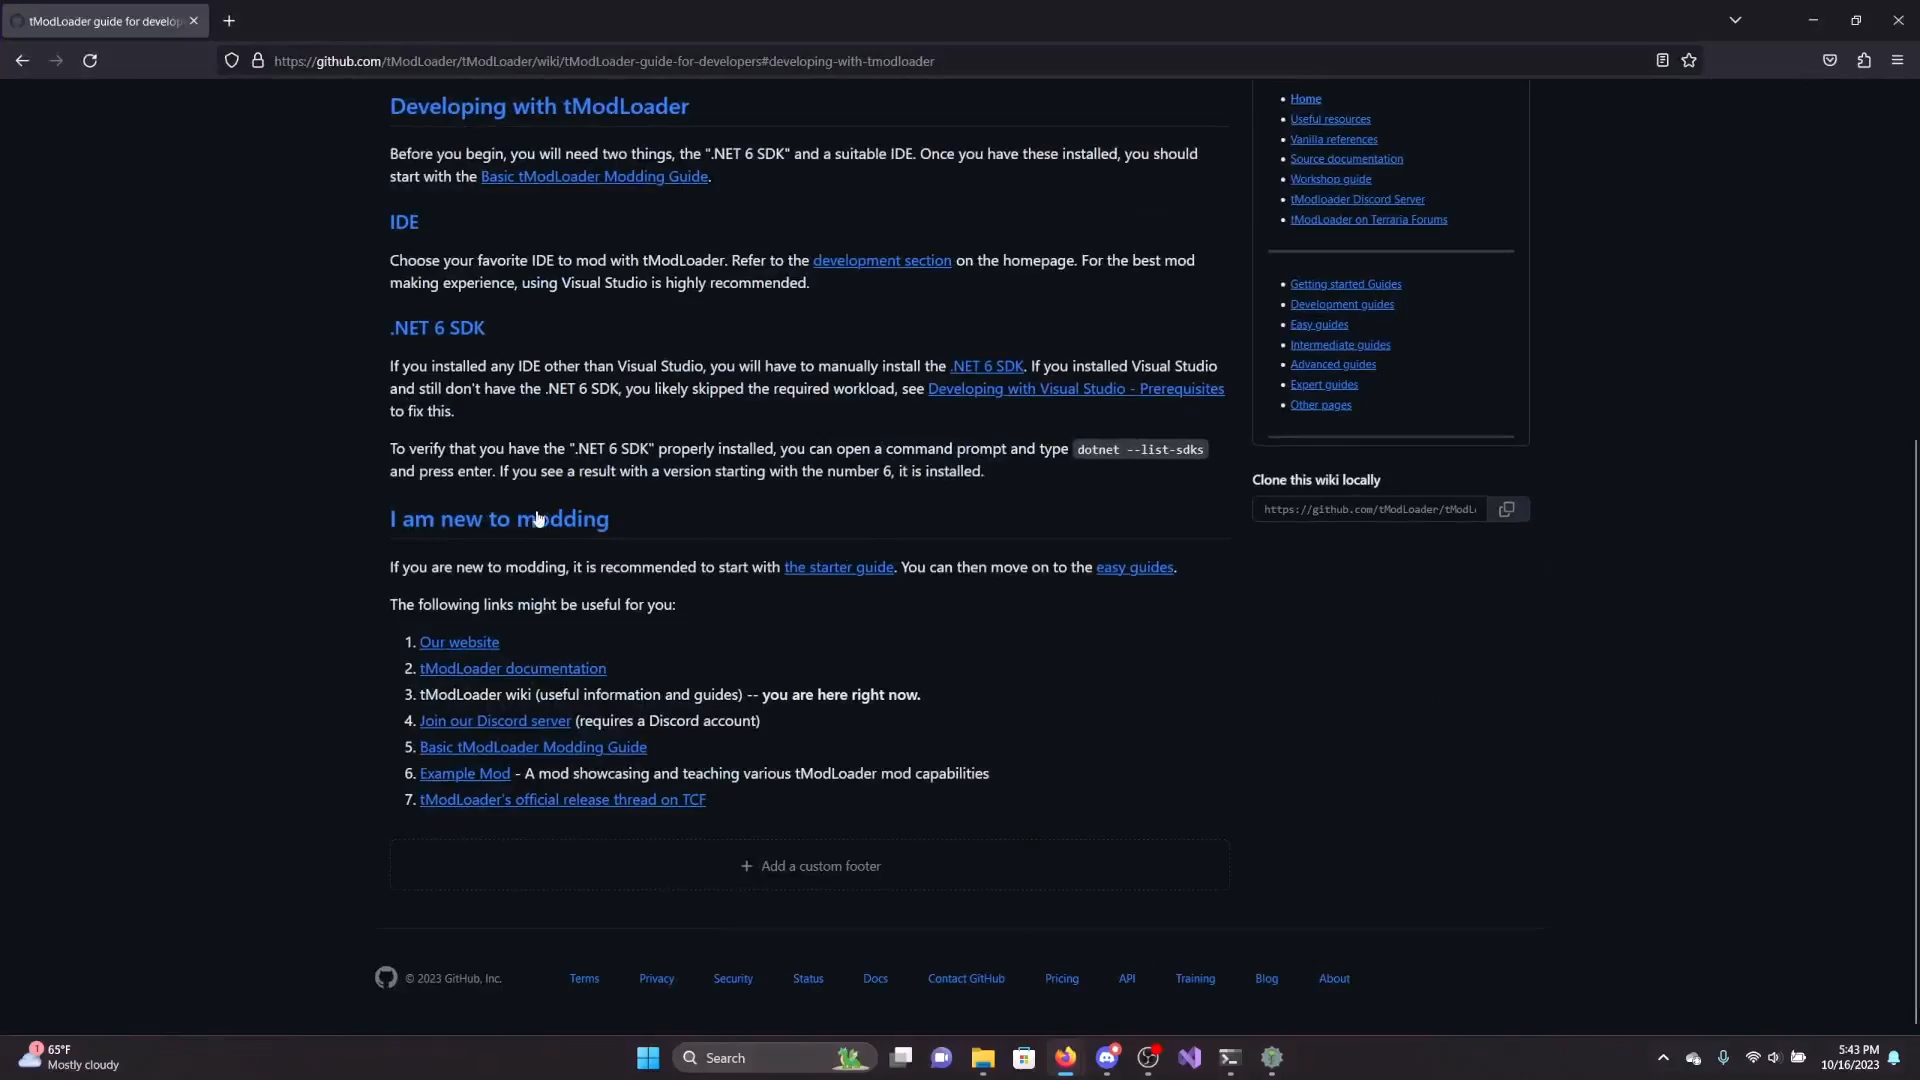 tModLoader guide for develop
https://github.com/tModLoader/tModLoader/wiki/tModLoader-guide-for-developers#developing-with-tmodloader
Developing with tModLoader
Before you begin, you will need two things, the ".NET 6 SDK" and a suitable IDE. Once you have these installed, you should
start with the Basic tModLoader Modding Guide.
IDE
Choose your favorite IDE to mod with tModLoader. Refer to the development section on the homepage. For the best mod
making experience, using Visual Studio is highly recommended.
.NET 6 SDK
If you installed any IDE other than Visual Studio, you will have to manually install the .NET 6 SDK. If you installed Visual Studio
and still don't have the .NET 6 SDK, you likely skipped the required workload, see Developing with Visual Studio - Prerequisites
to fix this.
To verify that you have the ".NET 6 SDK" properly installed, you can open a command prompt and type dotnet --list-sdks
and press enter. If you see a result with a version starting with the number 6, it is installed.
I am new to modding
If you are new to modding, it is recommended to start with the starter guide. You can then move on to the easy guides.
The following links might be useful for you:
1. Our website
2. tModLoader documentation
3. tModLoader wiki (useful information and guides) -- you are here right now.
4. Join our Discord server (requires a Discord account)
5. Basic tModLoader Modding Guide
6. Example Mod - A mod showcasing and teaching various tModLoader mod capabilities
7. tModLoader's official release thread on TCF
+ Add a custom footer
Home
Useful resources
Vanilla references
Source documentation
Workshop guide
tModloader Discord Server
tModLoader on Terraria Forums
Getting started Guides
Development guides
Easy guides
Intermediate guides
Advanced guides
Expert guides
Other pages
Clone this wiki locally
https://github.com/tModLoader/tModL
© 2023 GitHub, Inc.
Terms
Privacy
Security
Status
Docs
Contact GitHub
Pricing
API
Training
Blog
About
1
65°F
Mostly cloudy
Search
5:43 PM
10/16/2023